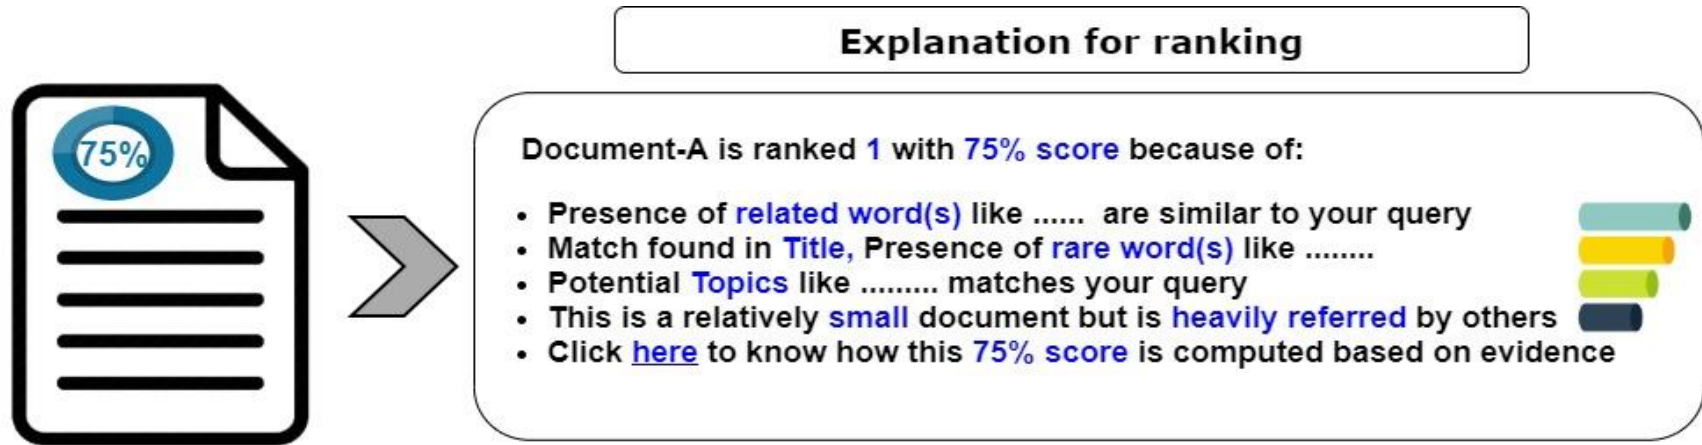 Explanation for ranking
75%
Document-A is ranked 1 with 75% score because of:
• Presence of related word(s) like ...... are similar to your query
• Match found in Title, Presence of rare word(s) like ........
• Potential Topics like ......... matches your query
• This is a relatively small document but is heavily referred by others
• Click here to know how this 75% score is computed based on evidence